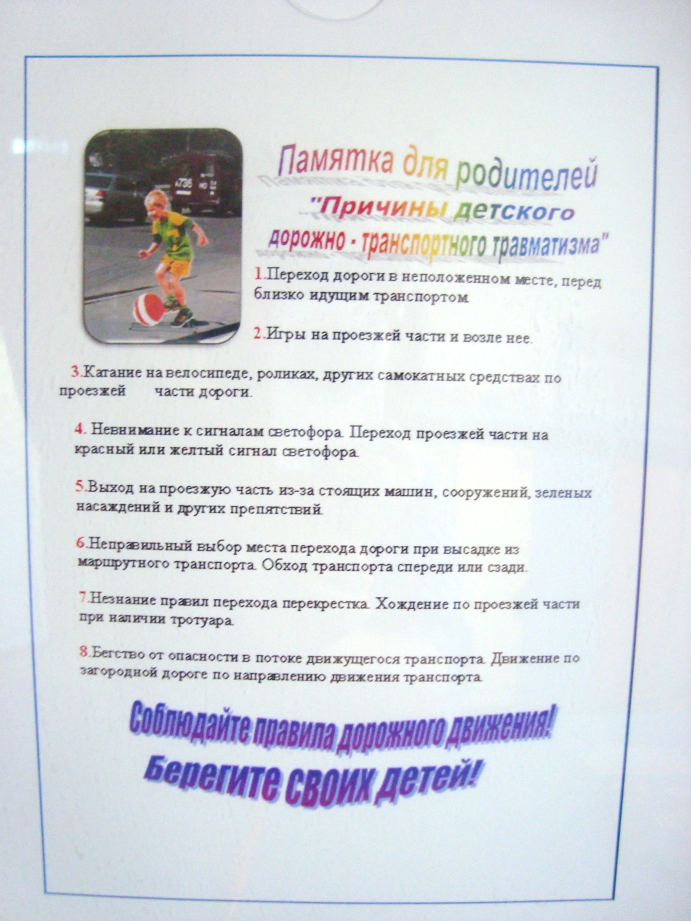 Памятка для родителей
"Причины детского
дорожно - транспортного травматизма"
1.Переход дороги в неположенном месте, перед
близко идущим транспортом.
2.Игры на проезжей части и возле нее.
3.Катание на велосипеде, роликах, других самокатных средствах по
проезжей части дороги.
4. Невнимание к сигналам светофора. Переход проезжей части на
красный или желтый сигнал светофора.
5.Выход на проезжую часть из-за стоящих машин, сооружений, зеленых
насаждений и других препятствий.
6.Неправильный выбор места перехода дороги при высадке из
маршрутного транспорта. Обход транспорта спереди или сзади.
7.Незнание правил перехода перекрестка. Хождение по проезжей части
при наличии тротуара.
8.Бегство от опасности в потоке движущегося транспорта. Движение по
загородной дороге по направлению движения транспорта.
Соблюдайте правила дорожного движения!
Берегите СВОИХ детей!